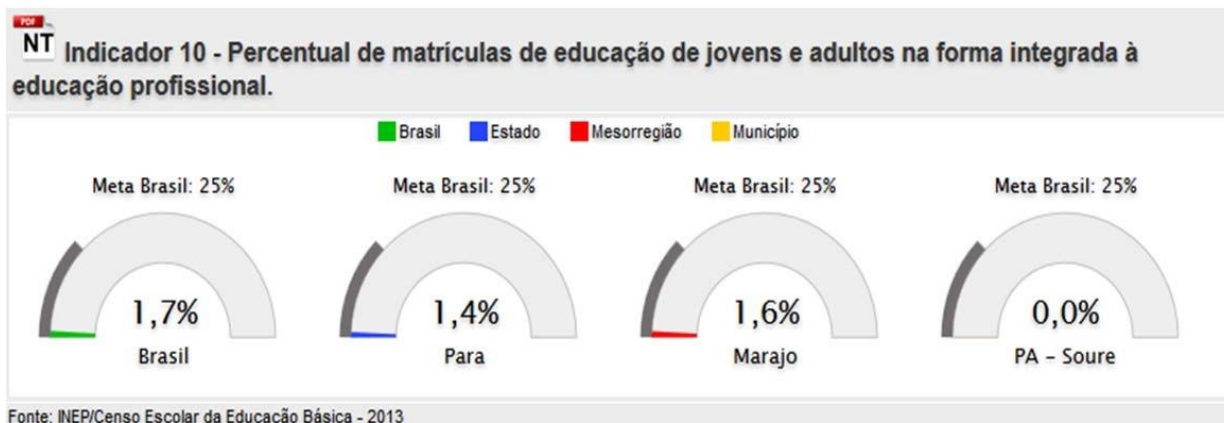 PDF
NT Indicador 10 - Percentual de matrículas de educação de jovens e adultos na forma integrada à
educação profissional.
Brasil Estado Mesorregião Município
Meta Brasil: 25% Meta Brasil: 25% Meta Brasil: 25% Meta Brasil: 25%
1,7% 1,4% 1,6% 0,0%
Brasil Para Marajo PA - Soure
Fonte: INEP/Censo Escolar da Educação Básica - 2013